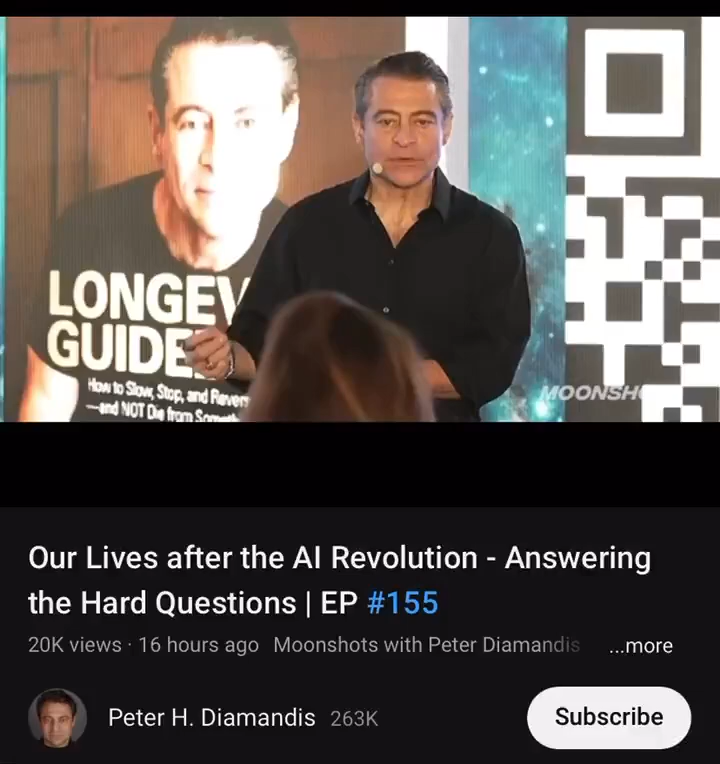 LONGEV
GUIDE
How to Slow, Stop, and Revers
—and NOT Die from Someth
MOONSH
Our Lives after the AI Revolution - Answering
the Hard Questions | EP #155
20K views · 16 hours ago Moonshots with Peter Diamandis ...more
Peter H. Diamandis 263K
Subscribe